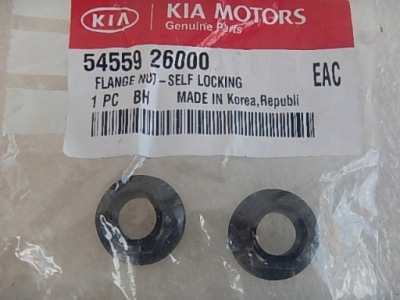 KIA KIA MOTORS
Genuine Parts
54559 26000
FLANGE NUT-SELF LOCKING
EAC
1 PC BH MADE IN Korea,Republi